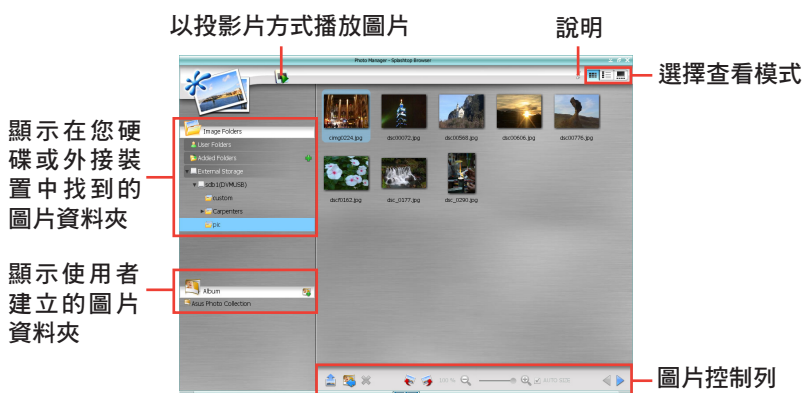 以投影片方式播放圖片
說明
Photo Manager - Splashtop Browser
選擇查看模式
顯示在您硬
碟或外接裝
置中找到的
圖片資料夾
Image Folders
User Folders
Added Folders
External Storage
sdb1(DVMUSB)
custom
Carpenters
pic
cimg0224.jpg
dsc00072.jpg
dsc00568.jpg
dsc00606.jpg
dsc00776.jpg
dscf0162.jpg
dsc_0177.jpg
dsc_0290.jpg
顯示使用者
建立的圖片
資料夾
Album
Asus Photo Collection
100 %
AUTO SIZE
圖片控制列